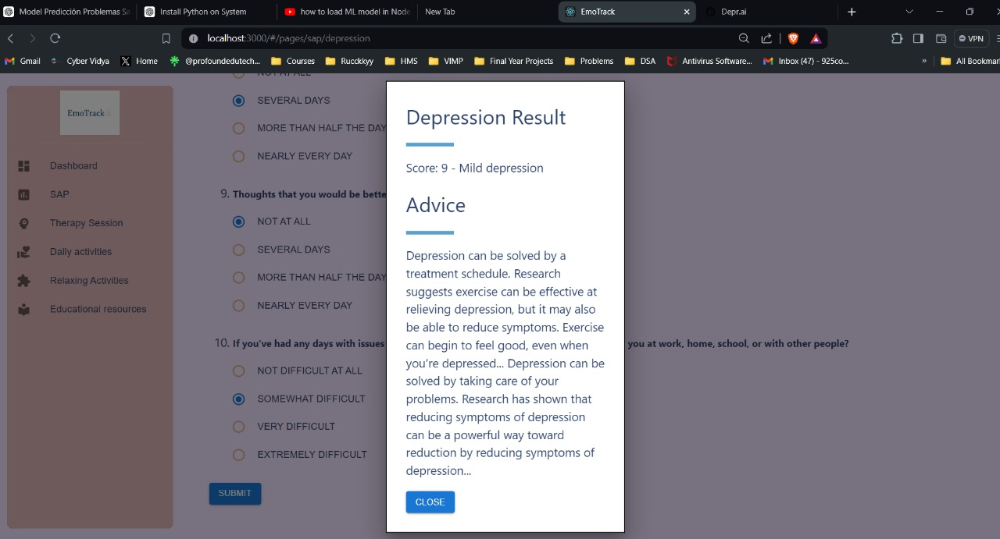 Model Predicción Problemas Sa
Install Python on System
how to load ML model in Node
New Tab
EmoTrack
Depr.ai
localhost:3000/#/pages/sap/depression
VPN
Gmail
Cyber Vidya
Home
@profoundedutech...
Courses
Rucckyy
HMS
VIMP
Final Year Projects
Problems
DSA
Antivirus Software...
Inbox (47) - 925co...
»
All Bookmar
EmoTrack
Dashboard
SAP
Therapy Session
Daily activities
Relaxing Activities
Educational resources
NOT AT ALL
SEVERAL DAYS
MORE THAN HALF THE DAY
NEARLY EVERY DAY
9. Thoughts that you would be bette
NOT AT ALL
SEVERAL DAYS
MORE THAN HALF THE DAY
NEARLY EVERY DAY
10. If you've had any days with issues you at work, home, school, or with other people?
NOT DIFFICULT AT ALL
SOMEWHAT DIFFICULT
VERY DIFFICULT
EXTREMELY DIFFICULT
SUBMIT
Depression Result
Score: 9 - Mild depression
Advice
Depression can be solved by a
treatment schedule. Research
suggests exercise can be effective at
relieving depression, but it may also
be able to reduce symptoms. Exercise
can begin to feel good, even when
you're depressed... Depression can be
solved by taking care of your
problems. Research has shown that
reducing symptoms of depression
can be a powerful way toward
reduction by reducing symptoms of
depression...
CLOSE